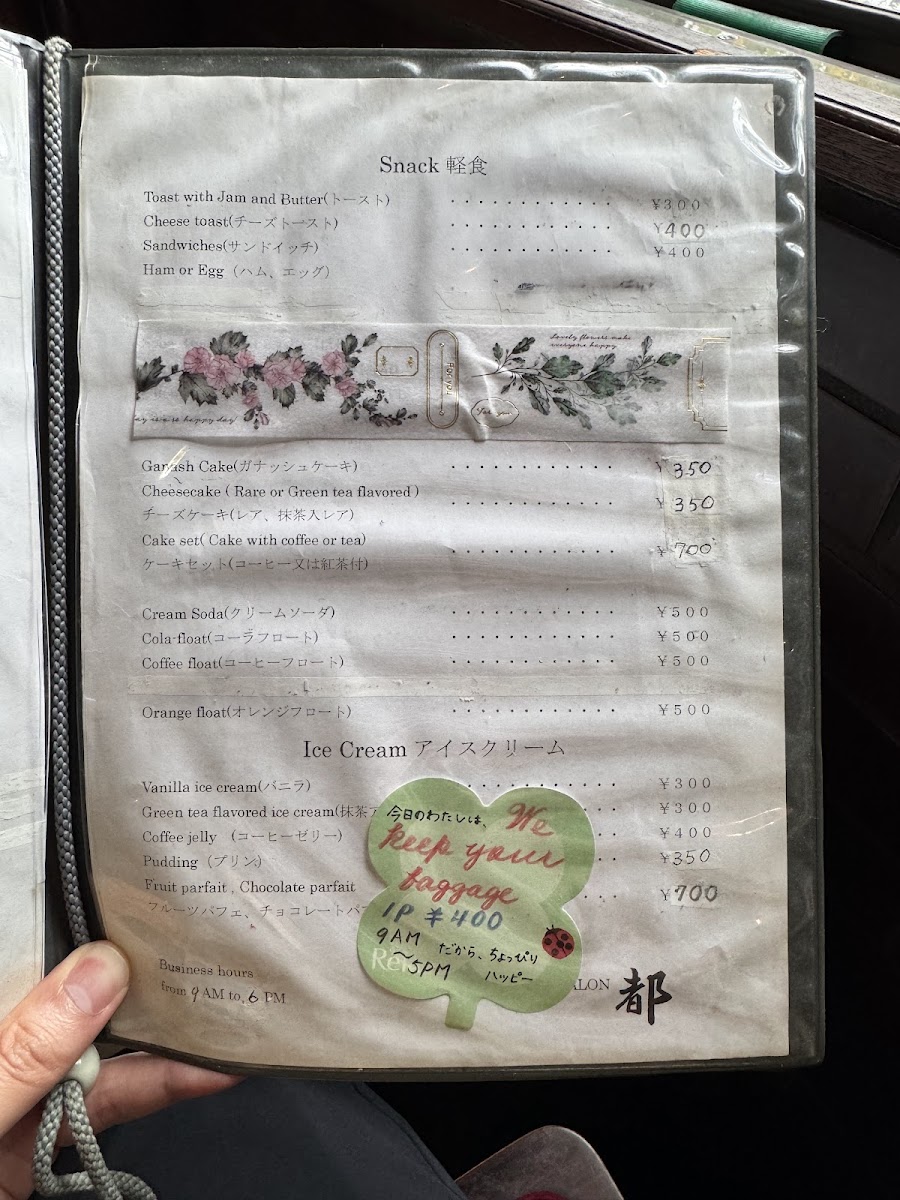 Snack 軽食
Toast with Jam and Butter(トースト) ¥300
Cheese toast(チーズトースト) ¥400
Sandwiches(サンドイッチ) ¥400
Ham or Egg (ハム、エッグ)
Lovely flowers make
everyone happy
For you
happy day
Ganash Cake(ガナッシュケーキ) ¥350
Cheesecake ( Rare or Green tea flavored ) ¥350
チーズケーキ(レア、抹茶入レア)
Cake set( Cake with coffee or tea) ¥700
ケーキセット(コーヒー又は紅茶付)
Cream Soda(クリームソーダ) ¥500
Cola-float(コーラフロート) ¥500
Coffee float(コーヒーフロート) ¥500
Orange float(オレンジフロート) ¥500
Ice Cream アイスクリーム
Vanilla ice cream(バニラ) ¥300
Green tea flavored ice cream(抹茶ア ¥300
Coffee jelly (コーヒーゼリー) ¥400
Pudding (プリン) ¥350
Fruit parfait , Chocolate parfait ¥700
フルーツパフェ、チョコレートパ
今日のわたしは、
We
keep your
baggage
1P ¥400
9AM
〜5PM
だから、ちょっぴり
ハッピー
Business hours
from 9 AM to 6 PM
ALON 都